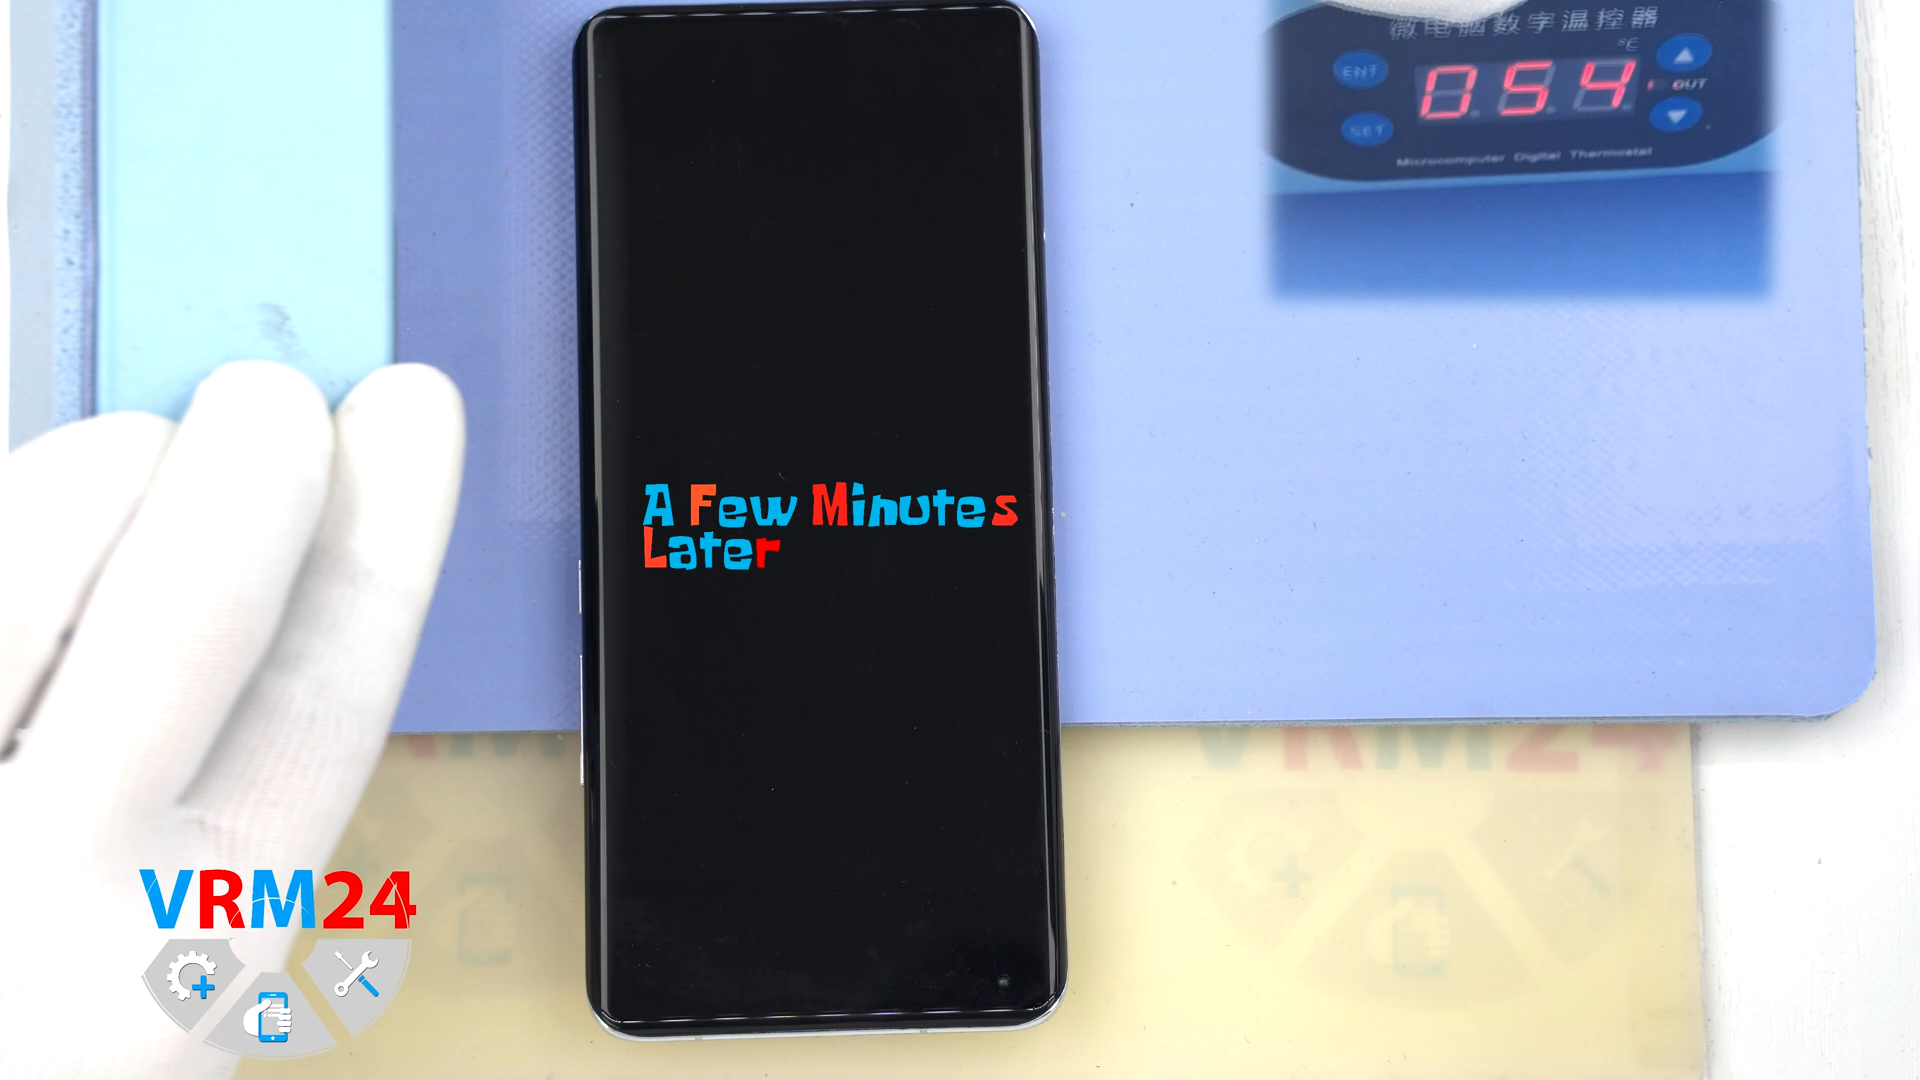 微电脑数字温控器
℃
ENT
054
OUT
SET
Microcomputer Digital Thermostat
A Few Minutes
Later
VRM24
VRM24